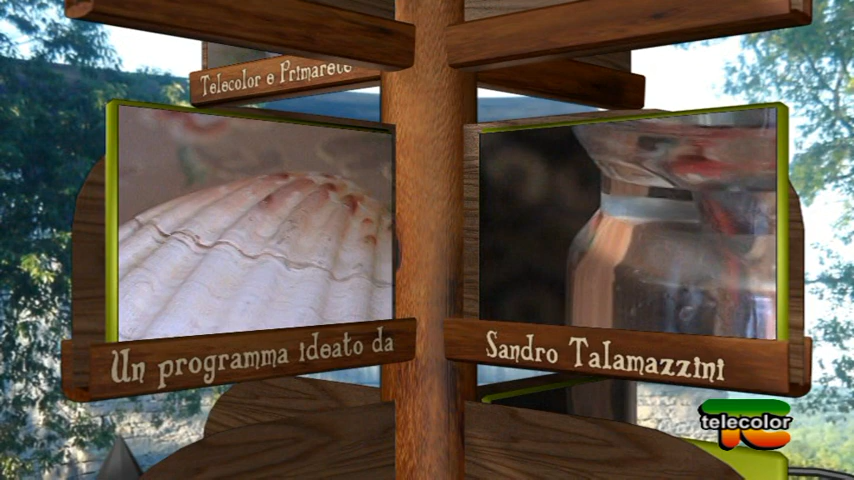 Telecolor e Primarete
Un programma ideato da
Sandro Talamazzini
telecolor